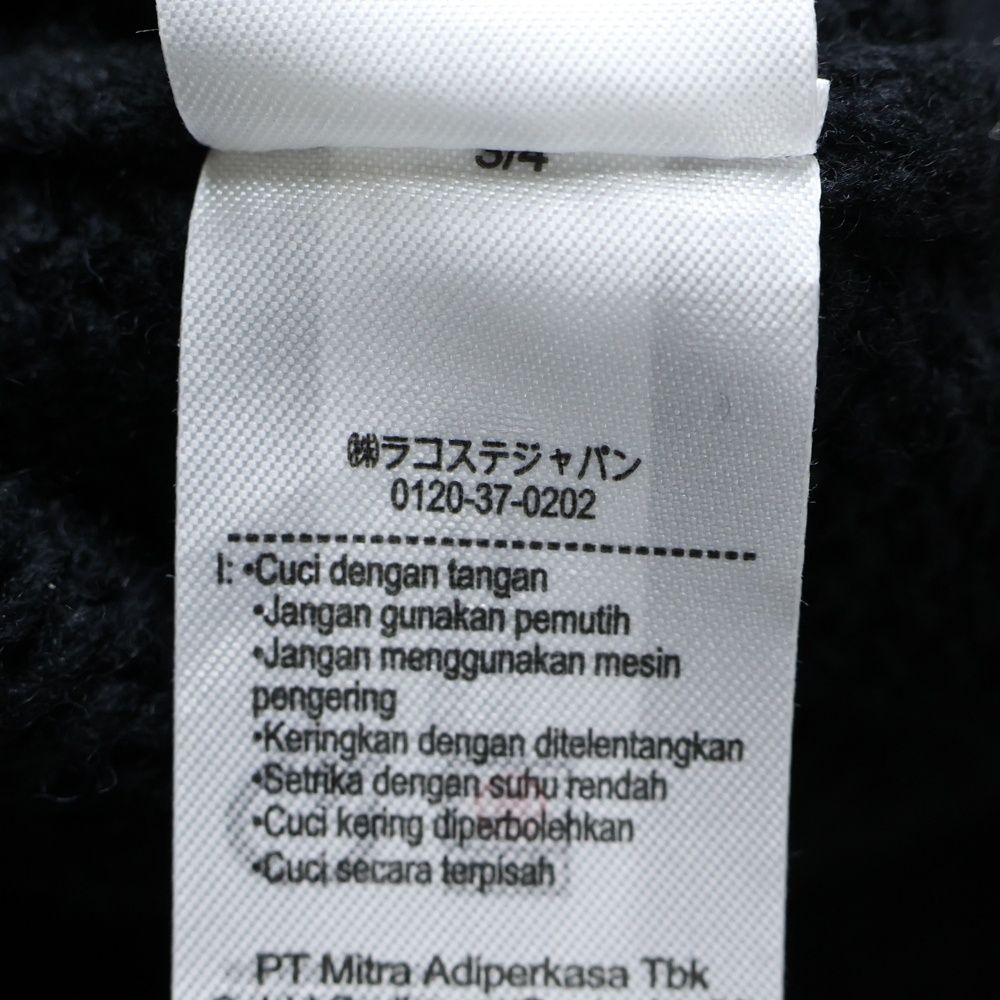 3/4
㈱ラコステジャパン
0120-37-0202
I: •Cuci dengan tangan
•Jangan gunakan pemutih
•Jangan menggunakan mesin
pengering
•Keringkan dengan ditelentangkan
•Setrika dengan suhu rendah
•Cuci kering diperbolehkan
•Cuci secara terpisah
PT Mitra Adiperkasa Tbk